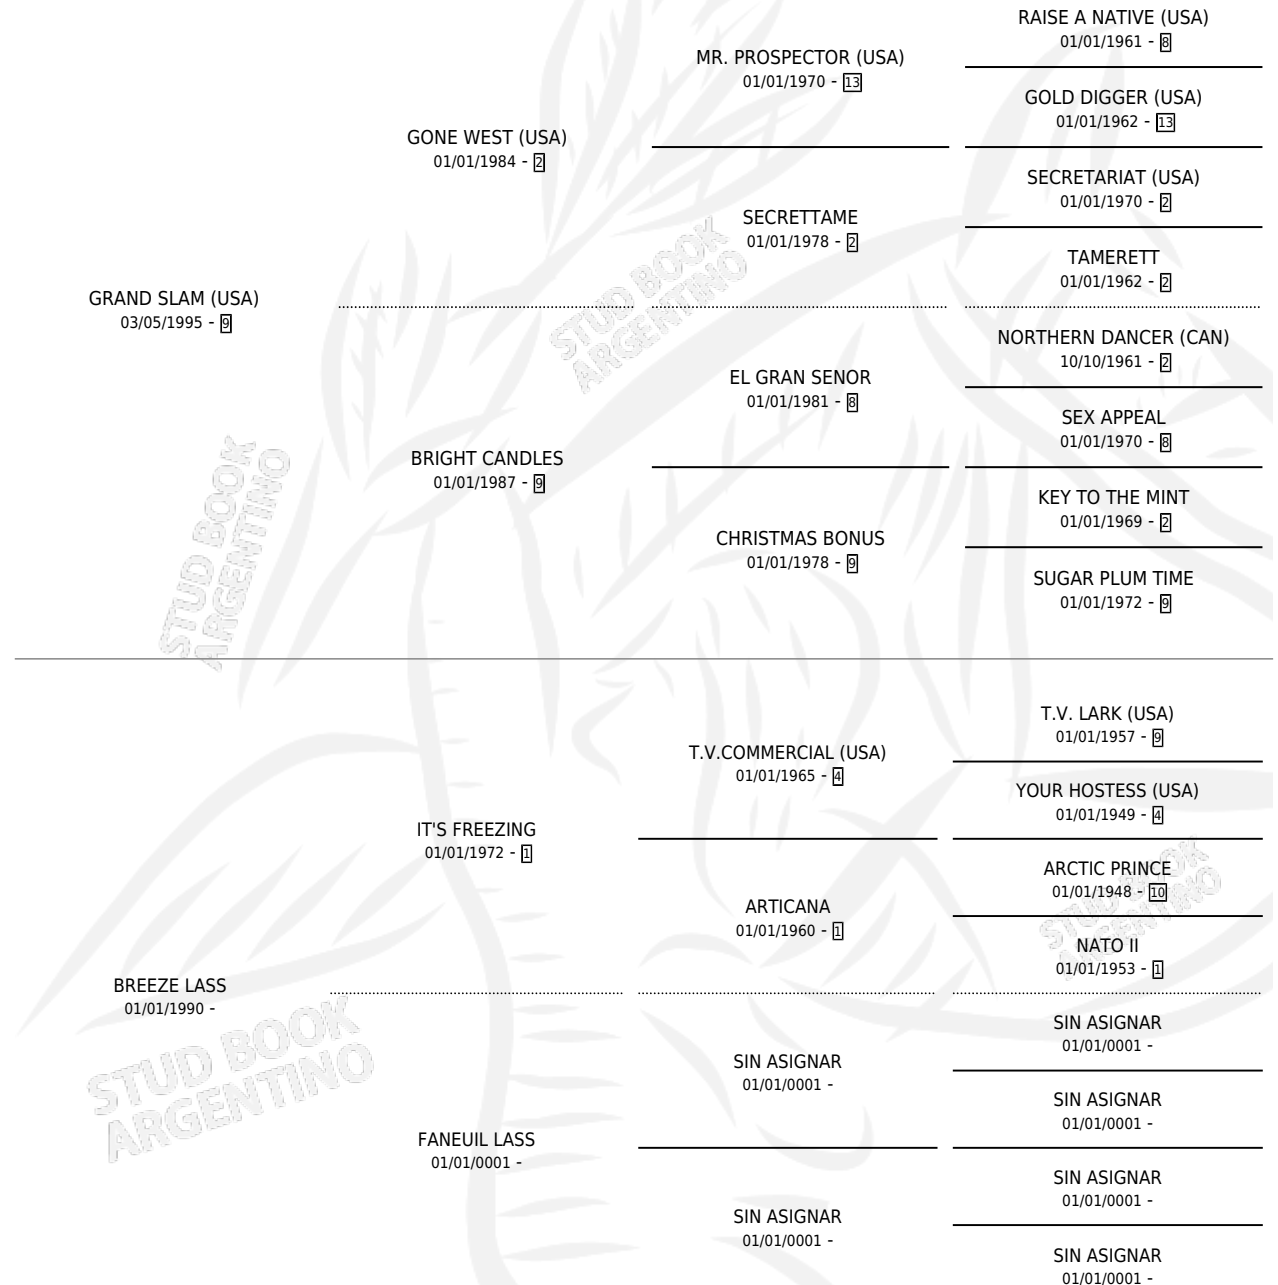 RAISE A NATIVE (USA)
01/01/1961 - 8
MR. PROSPECTOR (USA)
01/01/1970 - 13
GOLD DIGGER (USA)
01/01/1962 - 13
GONE WEST (USA)
01/01/1984 - 2
SECRETARIAT (USA)
01/01/1970 - 2
SECRETTAME
01/01/1978 - 2
TAMERETT
01/01/1962 - 2
GRAND SLAM (USA)
03/05/1995 - 9
NORTHERN DANCER (CAN)
10/10/1961 - 2
EL GRAN SENOR
01/01/1981 - 8
SEX APPEAL
01/01/1970 - 8
BRIGHT CANDLES
01/01/1987 - 9
KEY TO THE MINT
01/01/1969 - 2
CHRISTMAS BONUS
01/01/1978 - 9
SUGAR PLUM TIME
01/01/1972 - 9
T.V. LARK (USA)
01/01/1957 - 9
T.V.COMMERCIAL (USA)
01/01/1965 - 4
YOUR HOSTESS (USA)
01/01/1949 - 4
IT'S FREEZING
01/01/1972 - 1
ARCTIC PRINCE
01/01/1948 - 10
ARTICANA
01/01/1960 - 1
NATO II
01/01/1953 - 1
BREEZE LASS
01/01/1990 -
SIN ASIGNAR
01/01/0001 -
SIN ASIGNAR
01/01/0001 -
SIN ASIGNAR
01/01/0001 -
FANEUIL LASS
01/01/0001 -
SIN ASIGNAR
01/01/0001 -
SIN ASIGNAR
01/01/0001 -
SIN ASIGNAR
01/01/0001 -
STUD BOOK
ARGENTINO
STUD BOOK
ARGENTINO
STUD BOOK
ARGENTINO
STUD BOOK
ARGENTINO